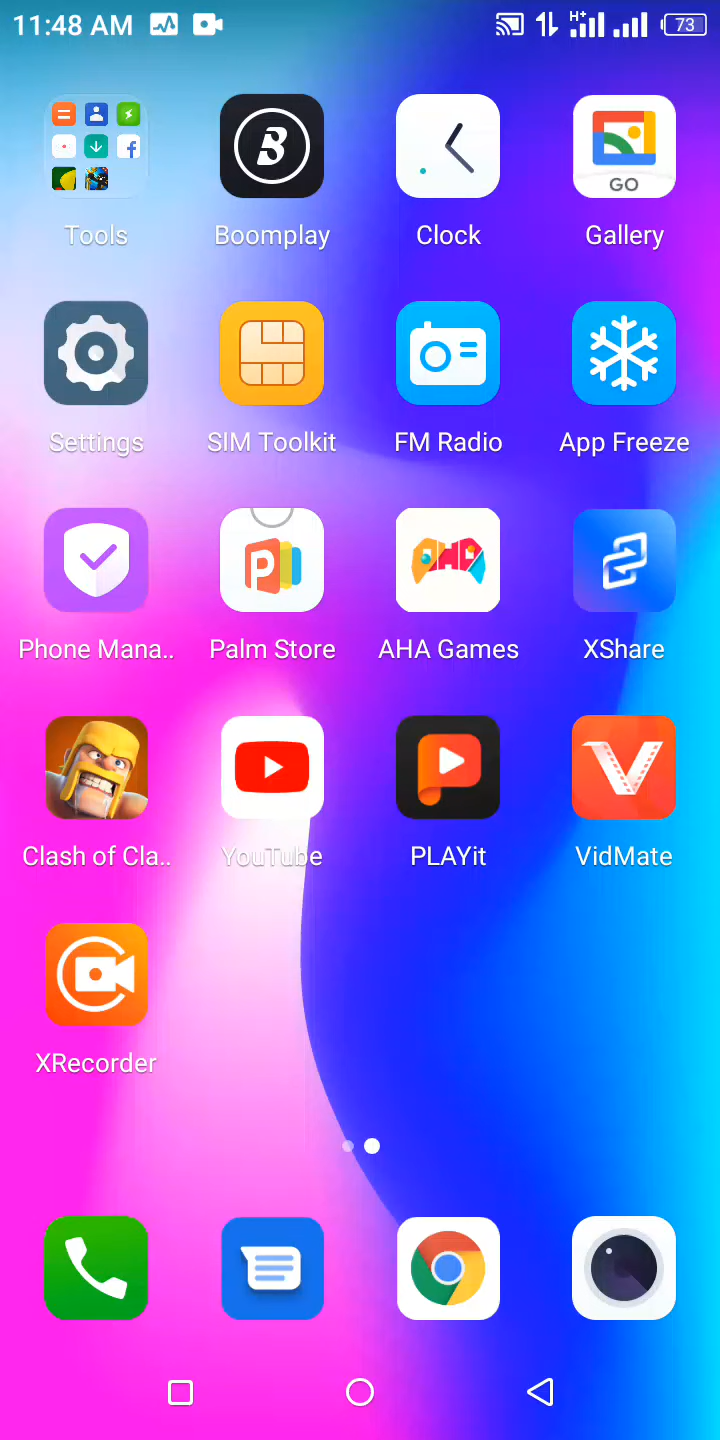 11:48 AM H+ 73
Tools Boomplay Clock GO Gallery
Settings SIM Toolkit FM Radio App Freeze
Phone Mana.. Palm Store AHA Games XShare
Clash of Cla.. YouTube PLAYit VidMate
XRecorder